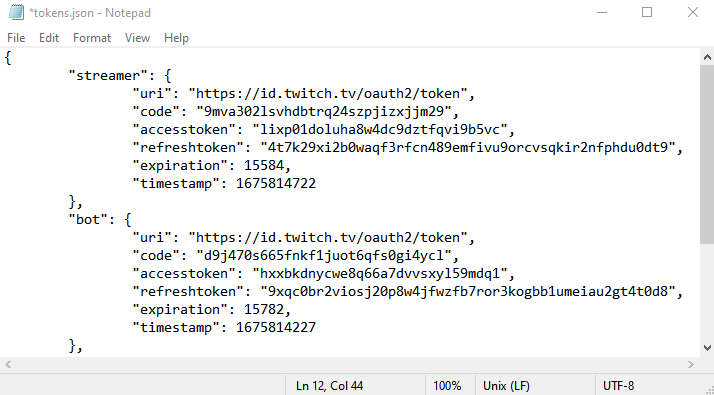 *tokens.json - Notepad
File Edit Format View Help
{
"streamer": {
"uri": "https://id.twitch.tv/oauth2/token",
"code": "9mva302lsvhdbtrq24szpjizxjjm29",
"accesstoken": "lixp01doluha8w4dc9dztfqvi9b5vc",
"refreshtoken": "4t7k29xi2b0waqf3rfcn489emfivu9orcvsqkir2nfphdu0dt9",
"expiration": 15584,
"timestamp": 1675814722
},
"bot": {
"uri": "https://id.twitch.tv/oauth2/token",
"code": "d9j470s665fnkf1juot6qfs0gi4ycl",
"accesstoken": "hxxbkdnycwe8q66a7dvvsxyl59mdq1",
"refreshtoken": "9xqc0br2viosj20p8w4jfwzfb7ror3kogbb1umeiau2gt4t0d8",
"expiration": 15782,
"timestamp": 1675814227
},
Ln 12, Col 44 100% Unix (LF) UTF-8